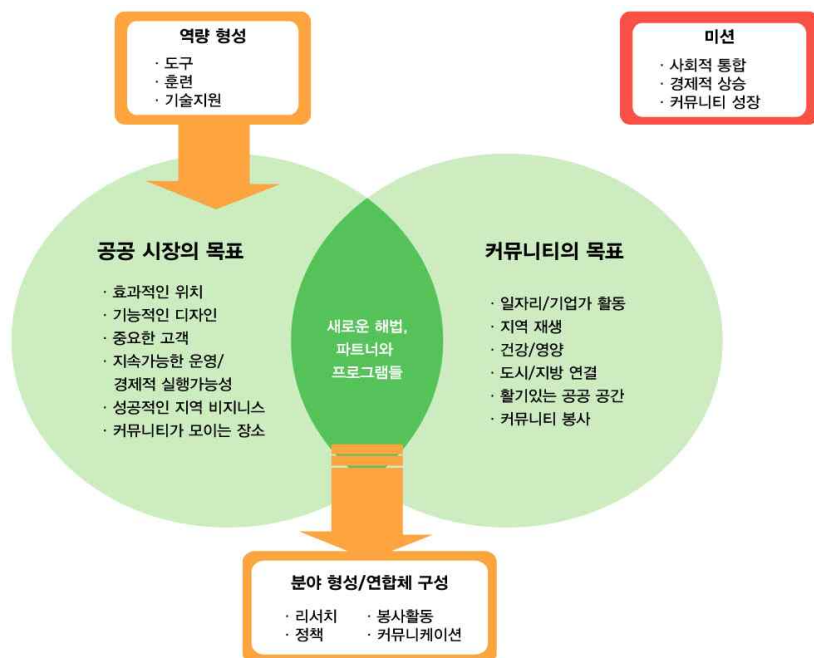 역량 형성
· 도구
· 훈련
· 기술지원
미션
· 사회적 통합
· 경제적 상승
· 커뮤니티 성장
공공 시장의 목표
· 효과적인 위치
· 기능적인 디자인
· 중요한 고객
· 지속가능한 운영/
경제적 실행가능성
· 성공적인 지역 비지니스
· 커뮤니티가 모이는 장소
새로운 해법,
파트너와
프로그램들
커뮤니티의 목표
· 일자리/기업가 활동
· 지역 재생
· 건강/영양
· 도시/지방 연결
· 활기있는 공공 공간
· 커뮤니티 봉사
분야 형성/연합체 구성
· 리서치 · 봉사활동
· 정책 · 커뮤니케이션